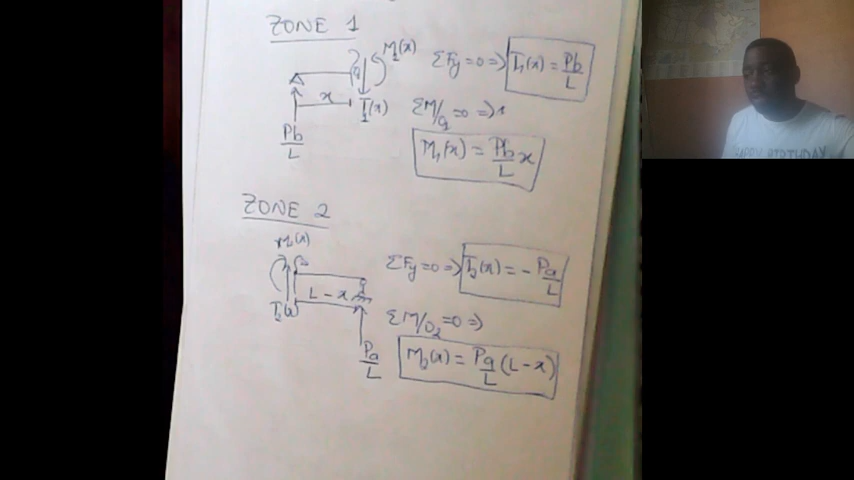 ZONE 1
M₁(x)
ΣFy=0 => T₁(x) = Pb/L
x
T₁(x)
Pb/L
ΣM/O₁ =0 =>
M₁(x) = Pb/L x
ZONE 2
M₂(x)
ΣFy=0 => T₂(x) = - Pa/L
L-x
T₂(x)
ΣM/O₂ =0 =>
Pa/L
M₂(x) = Pa/L (L-x)